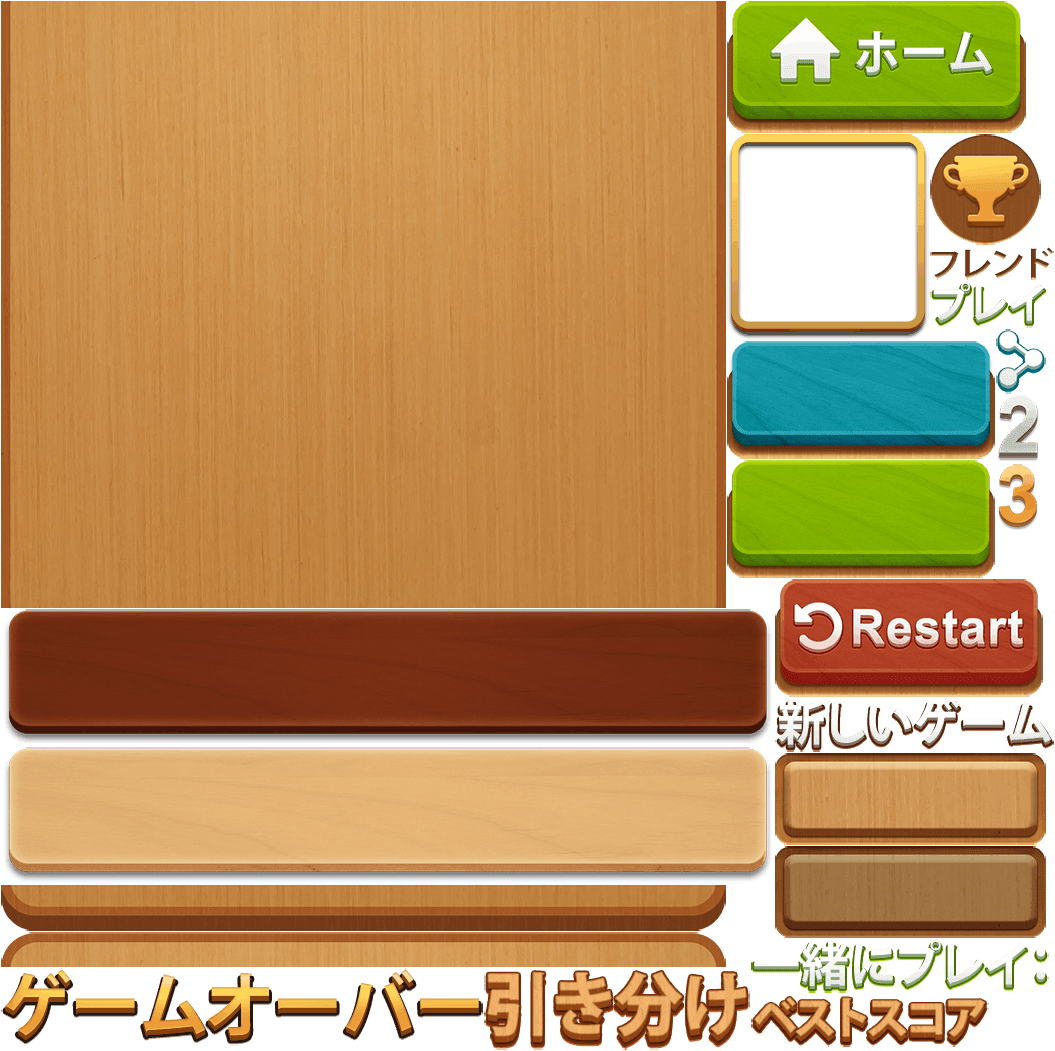 ホーム
フレンド
プレイ
2
3
Restart
新しいゲーム
一緒にプレイ:
ゲームオーバー
引き分け
ベストスコア